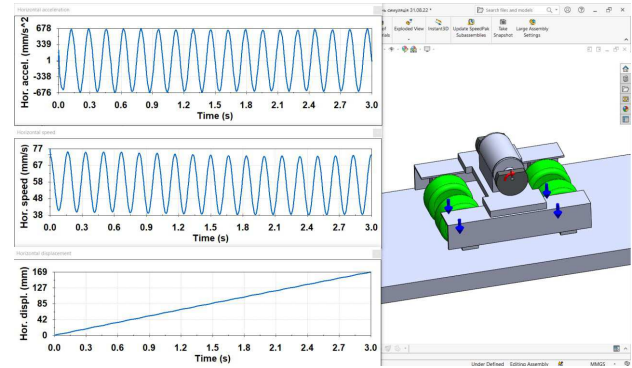 Horizontal acceleration
Hor. accel. (mm/s^2
678
339
1
-338
-676
0.0 0.3 0.6 0.9 1.2 1.5 1.8 2.1 2.4 2.7 3.0
Time (s)
Horizontal speed
Hor. speed (mm/s)
77
67
58
48
38
0.0 0.3 0.6 0.9 1.2 1.5 1.8 2.1 2.4 2.7 3.0
Time (s)
Horizontal displacement
Hor. displ. (mm)
169
127
85
42
0
0.0 0.3 0.6 0.9 1.2 1.5 1.8 2.1 2.4 2.7 3.0
Time (s)
симуляція 31.08.22 *
Search files and models
Exploded View Instant3D Update SpeedPak Take Large Assembly
Subassemblies Snapshot Settings
Under Defined Editing Assembly MMGS